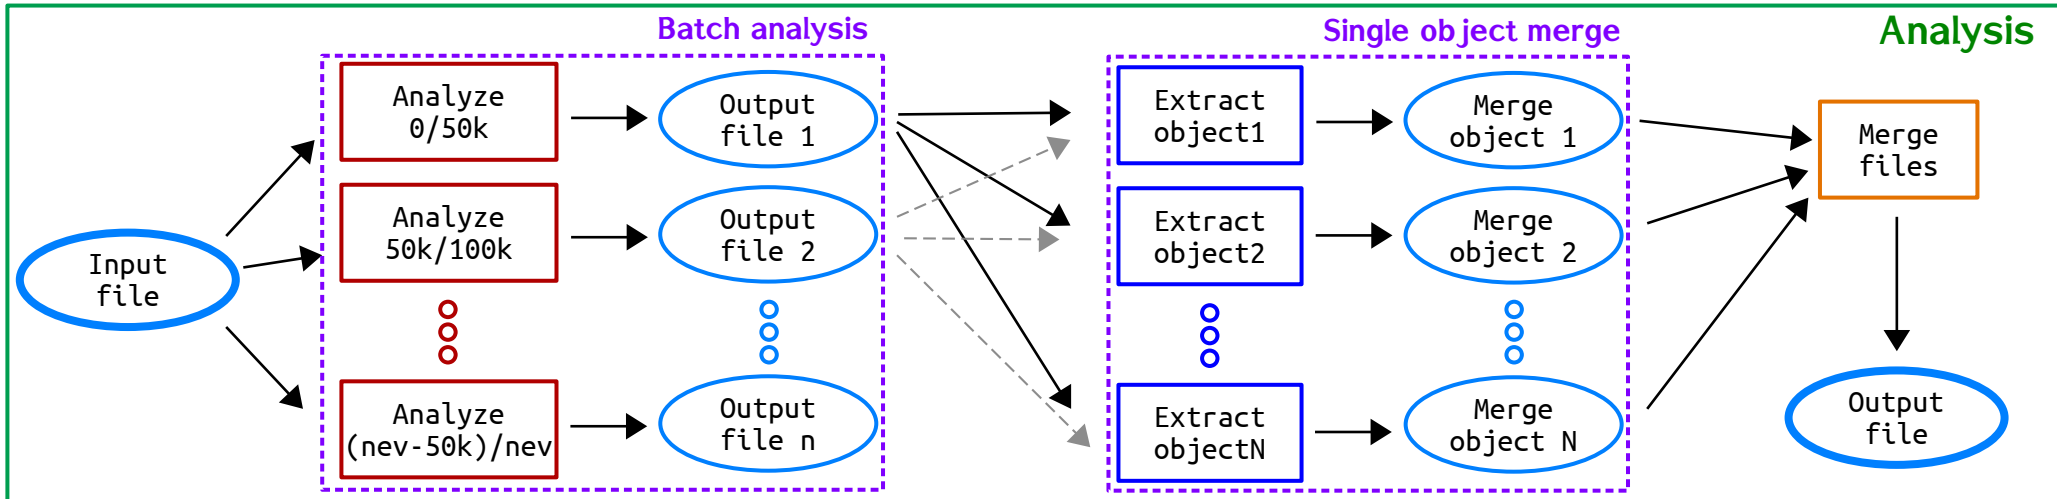 Batch analysis
Single object merge
Analysis
Analyze
0/50k
Output
file 1
Extract
object1
Merge
object 1
Merge
files
Analyze
50k/100k
Output
file 2
Extract
object2
Merge
object 2
Input
file
Analyze
(nev-50k)/nev
Output
file n
Extract
objectN
Merge
object N
Output
file